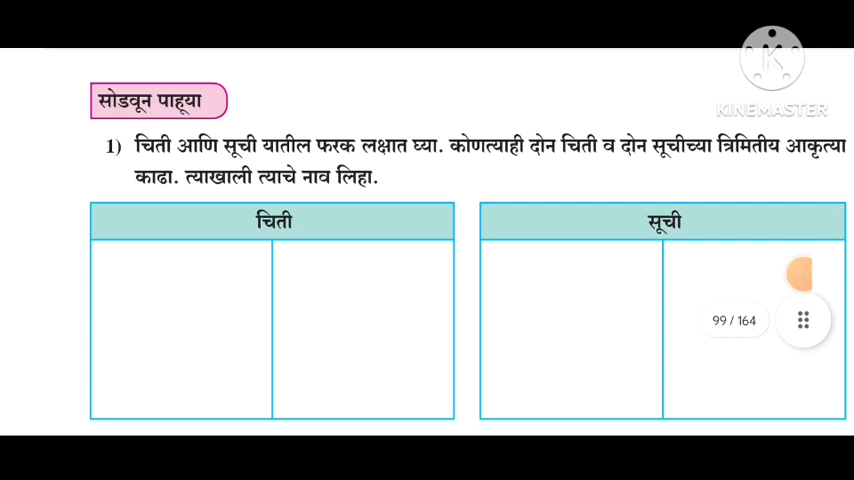 KINEMASTER
सोडवून पाहूया
1) चिती आणि सूची यातील फरक लक्षात घ्या. कोणत्याही दोन चिती व दोन सूचीच्या त्रिमितीय आकृत्या
काढा. त्याखाली त्याचे नाव लिहा.
चिती सूची
99 / 164